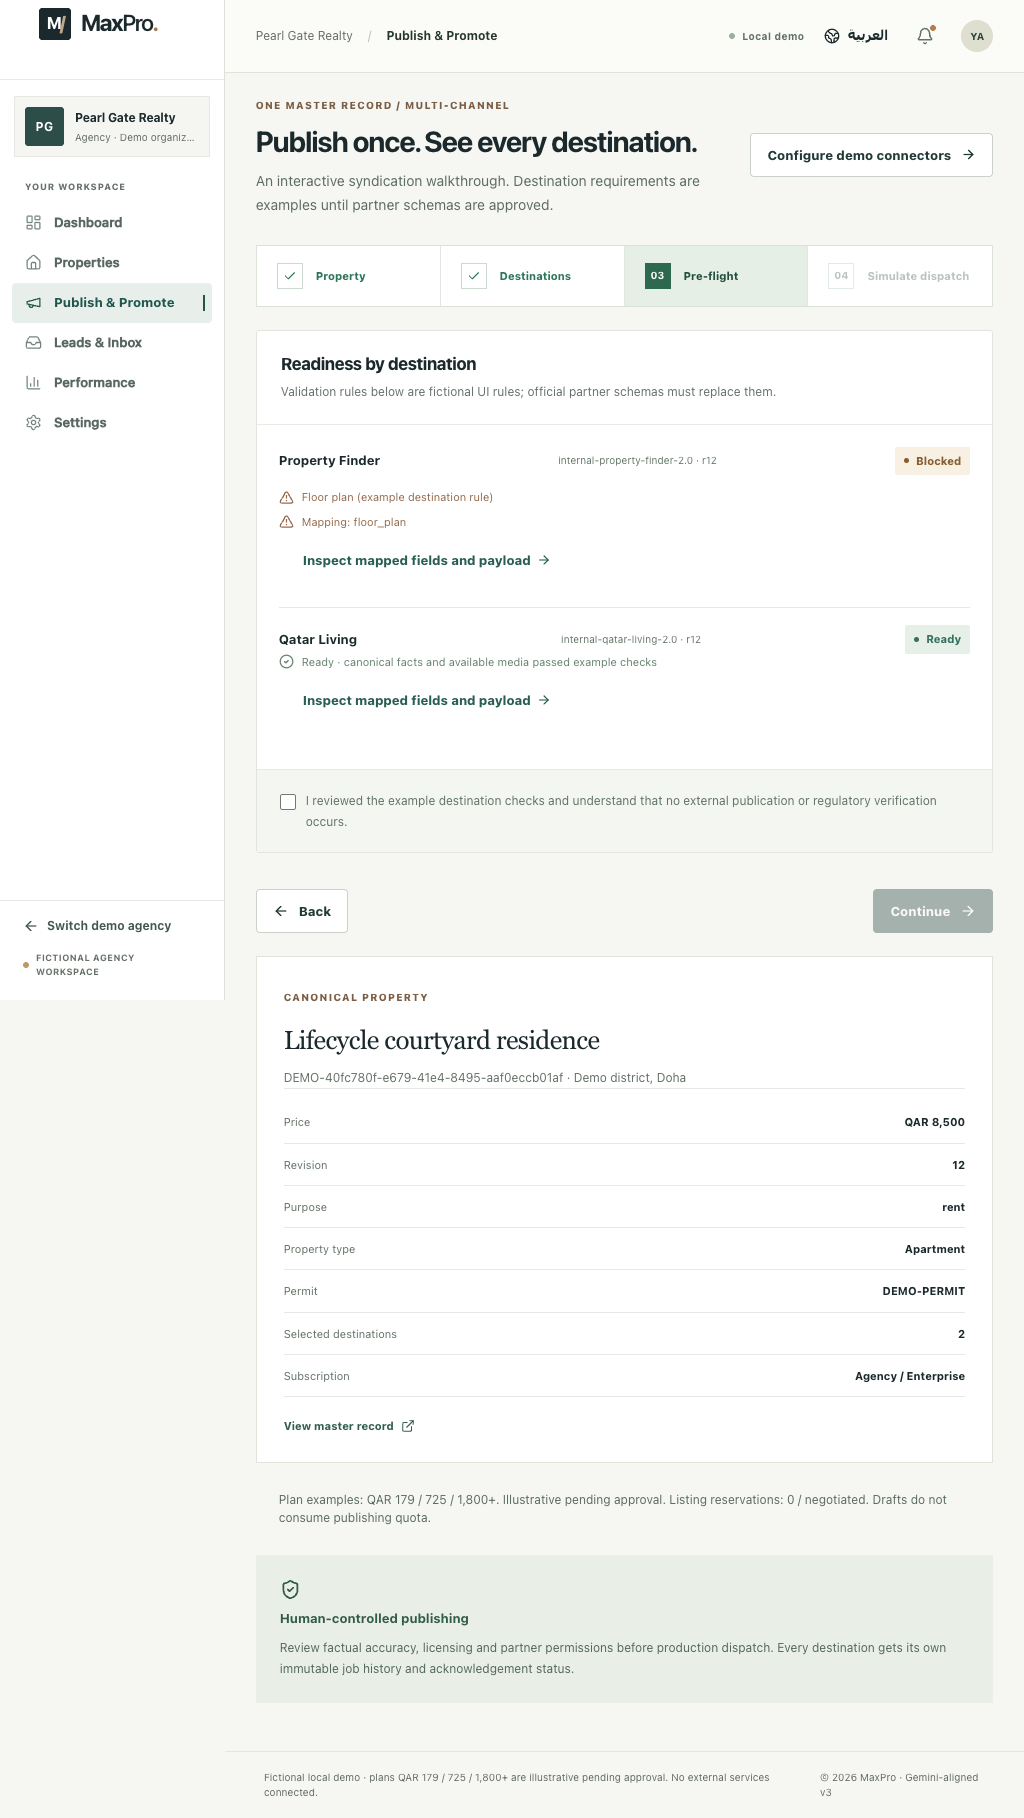 M/ MaxPro.
PG
Pearl Gate Realty
Agency · Demo organiz...
YOUR WORKSPACE
Dashboard
Properties
Publish & Promote
Leads & Inbox
Performance
Settings
Switch demo agency
FICTIONAL AGENCY
WORKSPACE
Pearl Gate Realty / Publish & Promote
Local demo
العربية
YA
ONE MASTER RECORD / MULTI-CHANNEL
Publish once. See every destination.
An interactive syndication walkthrough. Destination requirements are
examples until partner schemas are approved.
Configure demo connectors
Property
Destinations
03 Pre-flight
04 Simulate dispatch
Readiness by destination
Validation rules below are fictional UI rules; official partner schemas must replace them.
Property Finder
internal-property-finder-2.0 · r12
Blocked
Floor plan (example destination rule)
Mapping: floor_plan
Inspect mapped fields and payload
Qatar Living
internal-qatar-living-2.0 · r12
Ready
Ready · canonical facts and available media passed example checks
Inspect mapped fields and payload
I reviewed the example destination checks and understand that no external publication or regulatory verification
occurs.
Back
Continue
CANONICAL PROPERTY
Lifecycle courtyard residence
DEMO-40fc780f-e679-41e4-8495-aaf0eccb01af · Demo district, Doha
Price QAR 8,500
Revision 12
Purpose rent
Property type Apartment
Permit DEMO-PERMIT
Selected destinations 2
Subscription Agency / Enterprise
View master record
Plan examples: QAR 179 / 725 / 1,800+. Illustrative pending approval. Listing reservations: 0 / negotiated. Drafts do not
consume publishing quota.
Human-controlled publishing
Review factual accuracy, licensing and partner permissions before production dispatch. Every destination gets its own
immutable job history and acknowledgement status.
Fictional local demo · plans QAR 179 / 725 / 1,800+ are illustrative pending approval. No external services
connected.
© 2026 MaxPro · Gemini-aligned
v3